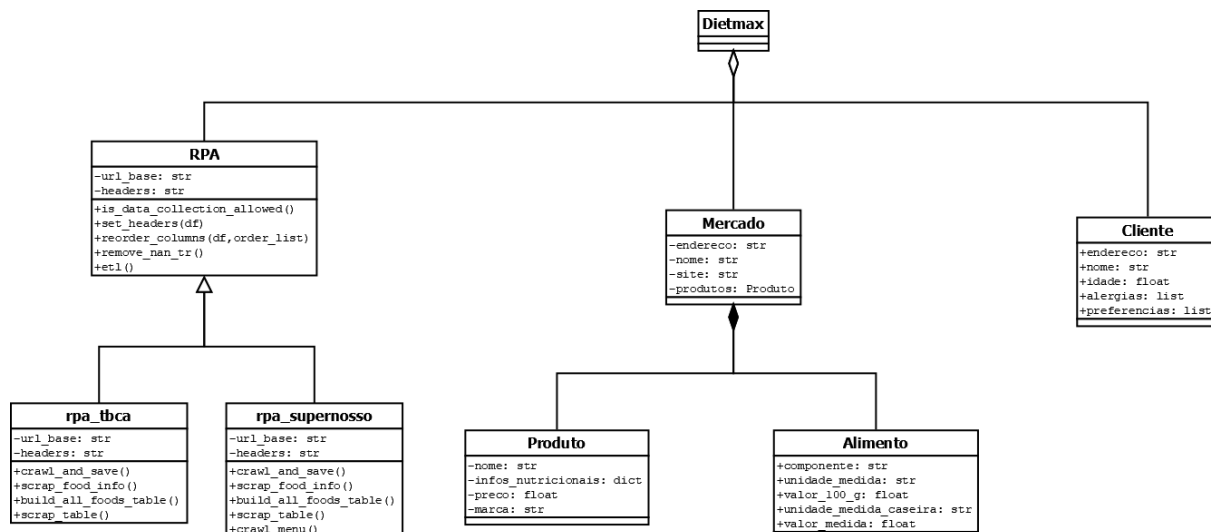 Dietmax
RPA
-url_base: str
-headers: str
+is_data_collection_allowed()
+set_headers(df)
+reorder_columns(df,order_list)
+remove_nan_tr()
+etl()
Mercado
-endereco: str
-nome: str
-site: str
-produtos: Produto
Cliente
+endereco: str
+nome: str
+idade: float
+alergias: list
+preferencias: list
rpa_tbca
-url_base: str
-headers: str
+crawl_and_save()
+scrap_food_info()
+build_all_foods_table()
+scrap_table()
rpa_supernosso
-url_base: str
-headers: str
+crawl_and_save()
+scrap_food_info()
+build_all_foods_table()
+scrap_table()
+crawl_menu()
Produto
-nome: str
-infos_nutricionais: dict
-preco: float
-marca: str
Alimento
+componente: str
+unidade_medida: str
+valor_100_g: float
+unidade_medida_caseira: str
+valor_medida: float